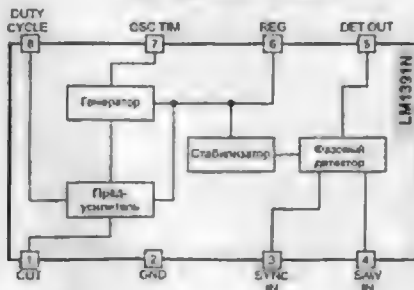 DUTY CYCLE
OSC TIM
REG
DET OUT
8
7
6
5
LM1391N
Генератор
Стабилизатор
Фазовый
детектор
Пред-
усилитель
1
2
3
4
OUT
GND
SYNC IN
SAW IN